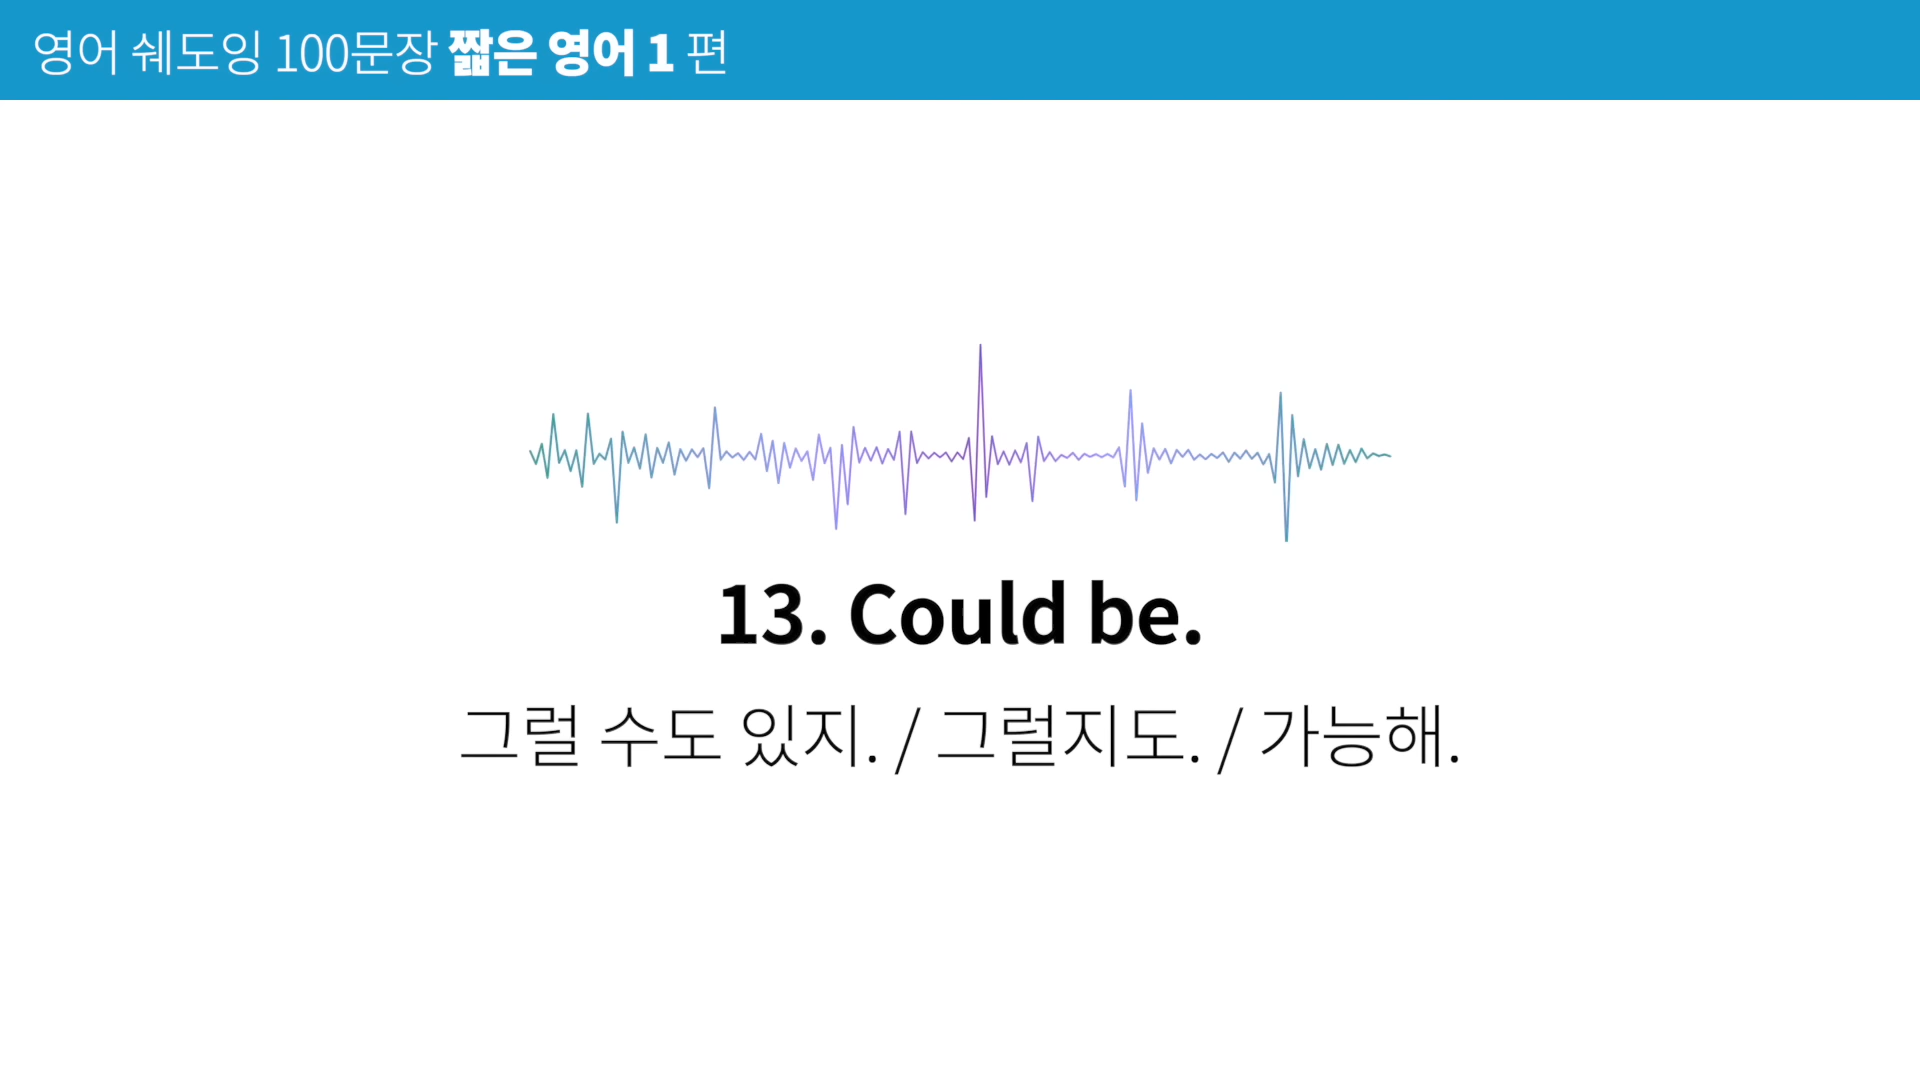 영어 쉐도잉 100문장 짧은 영어 1 편
13. Could be.
그럴 수도 있지. / 그럴지도. / 가능해.